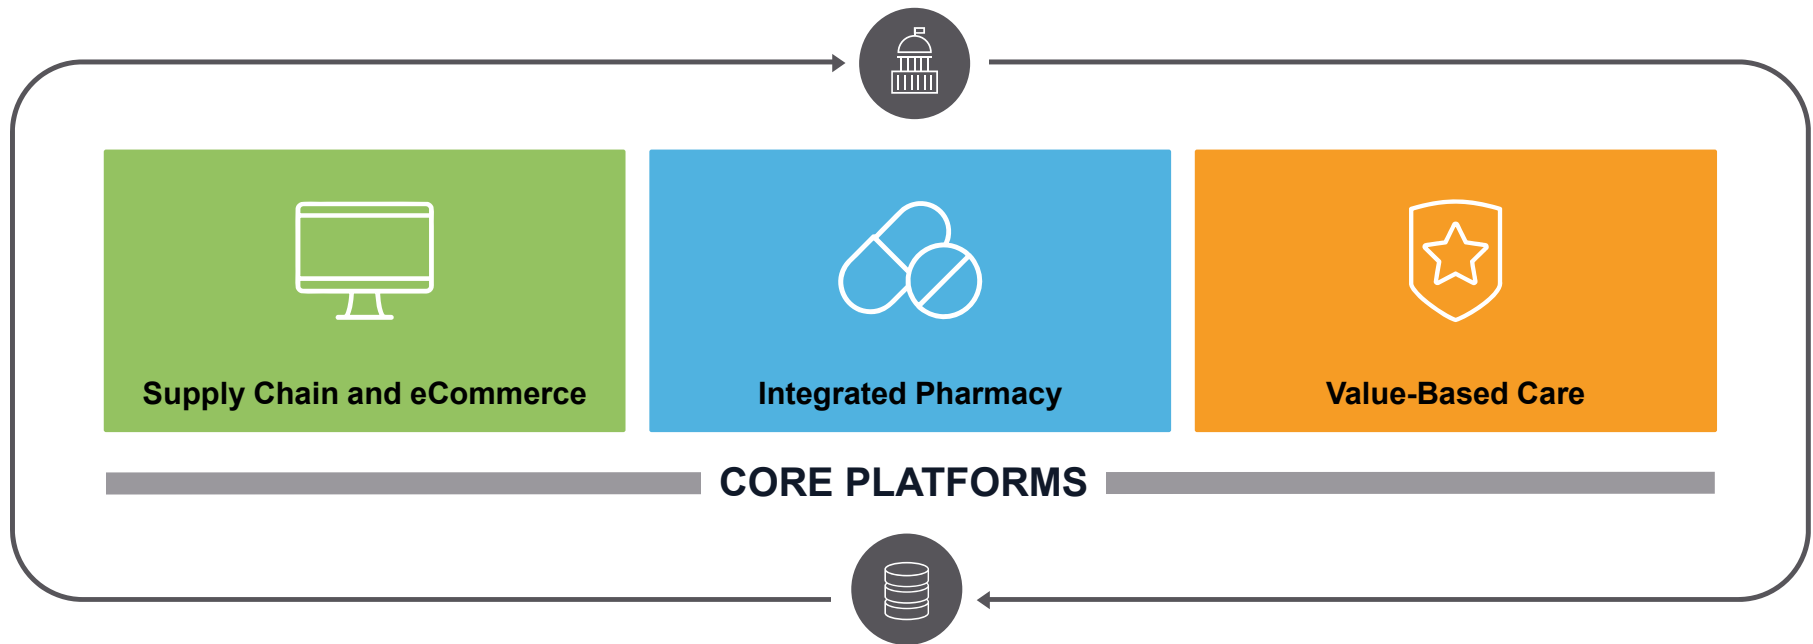 Supply Chain and eCommerce
Integrated Pharmacy
Value-Based Care
CORE PLATFORMS